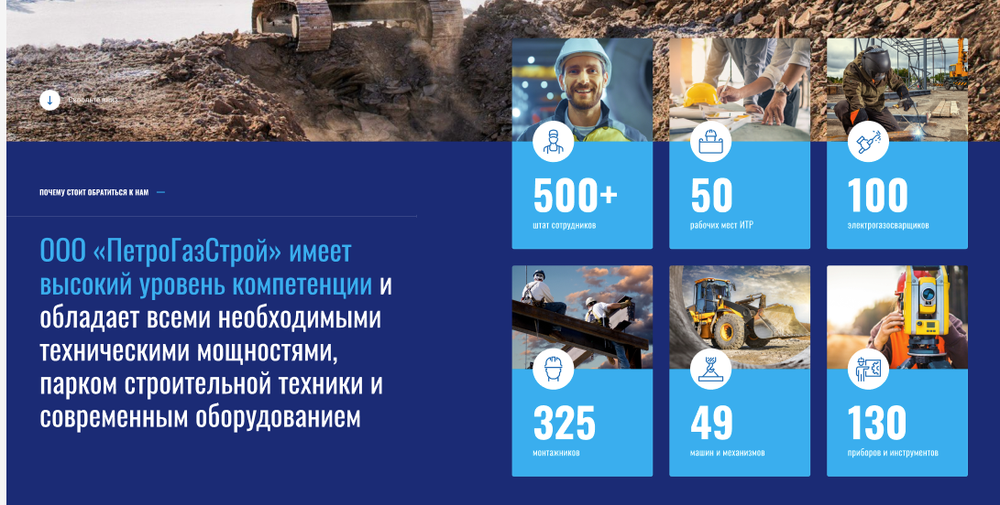 Скрольте вниз
ПОЧЕМУ СТОИТ ОБРАТИТЬСЯ К НАМ
ООО «ПетроГазСтрой» имеет
высокий уровень компетенции и
обладает всеми необходимыми
техническими мощностями,
парком строительной техники и
современным оборудованием
500+
штат сотрудников
50
рабочих мест ИТР
100
электрогазосварщиков
325
монтажников
49
машин и механизмов
130
приборов и инструментов